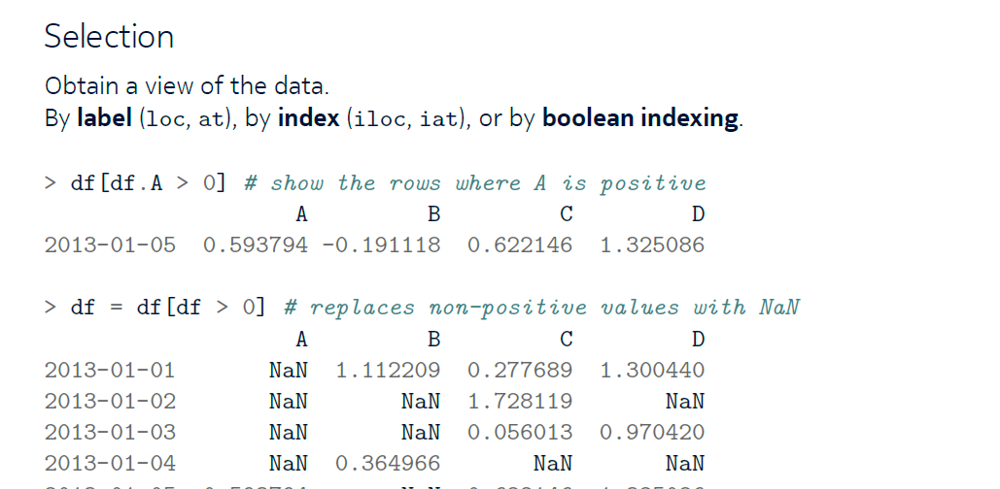 Selection
Obtain a view of the data.
By label (loc, at), by index (iloc, iat), or by boolean indexing.
> df[df.A > 0] # show the rows where A is positive
A B C D
2013-01-05 0.593794 -0.191118 0.622146 1.325086
> df = df[df > 0] # replaces non-positive values with NaN
A B C D
2013-01-01 NaN 1.112209 0.277689 1.300440
2013-01-02 NaN NaN 1.728119 NaN
2013-01-03 NaN NaN 0.056013 0.970420
2013-01-04 NaN 0.364966 NaN NaN